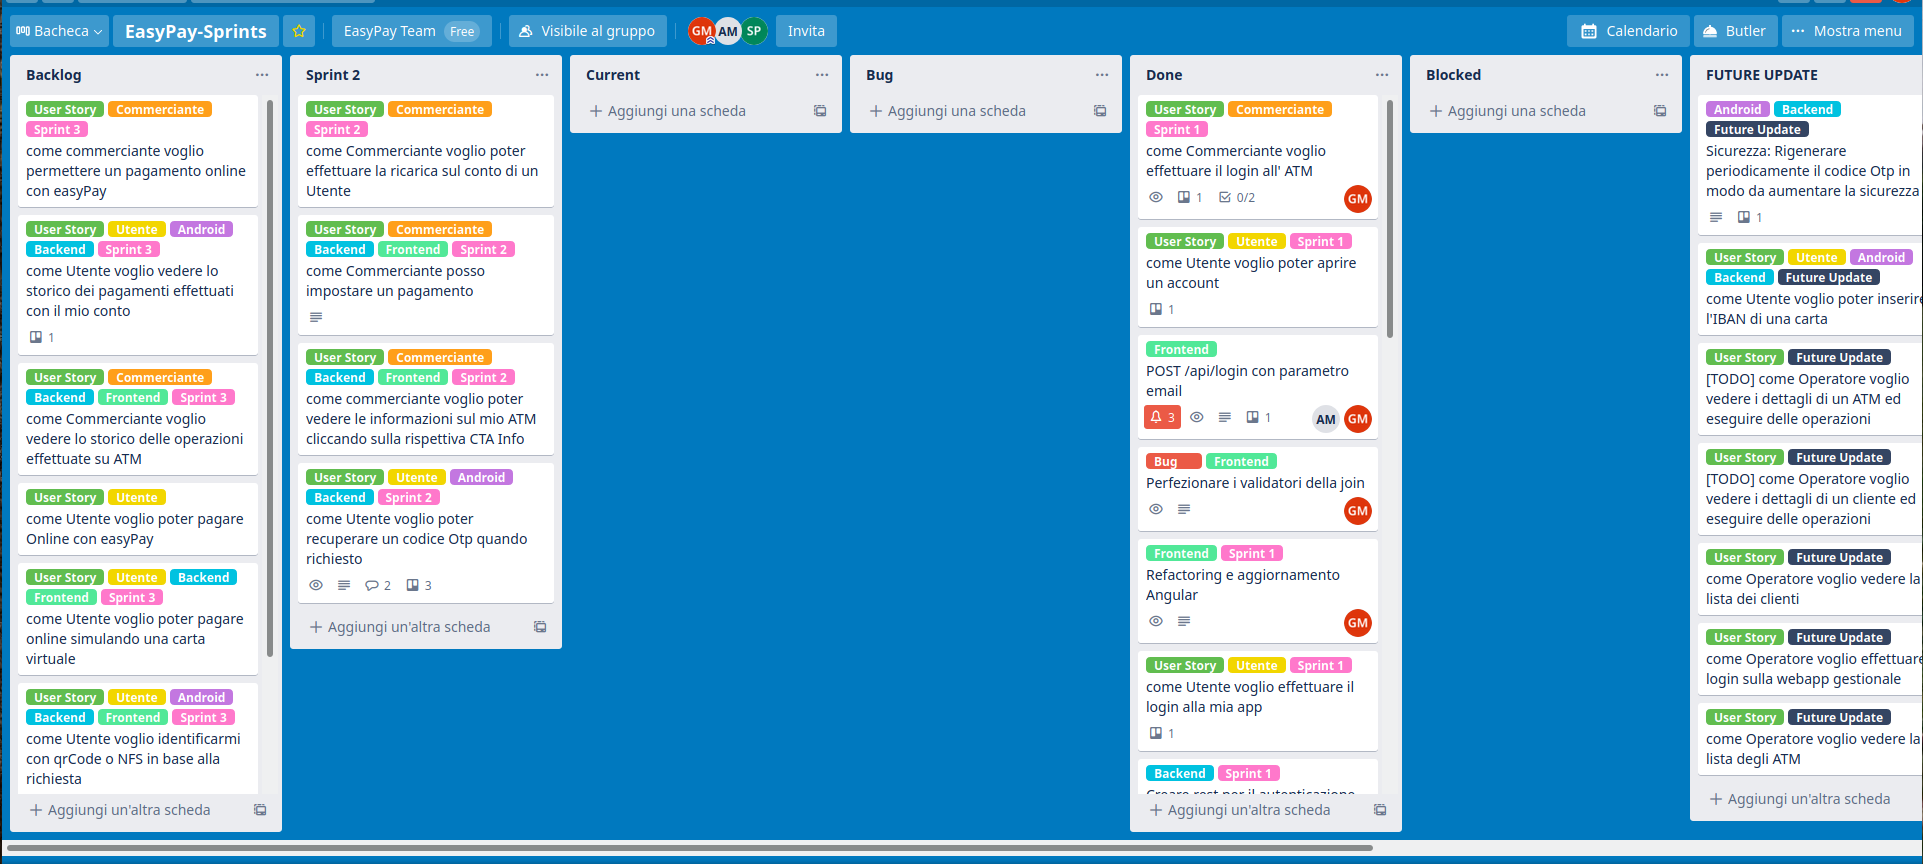 Bacheca
EasyPay-Sprints
EasyPay Team Free
Visibile al gruppo
GM AM SP
Invita
Calendario
Butler
Mostra menu
Backlog
User Story Commerciante
Sprint 3
come commerciante voglio
permettere un pagamento online
con easyPay
User Story Utente Android
Backend Sprint 3
come Utente voglio vedere lo
storico dei pagamenti effettuati
con il mio conto
1
User Story Commerciante
Backend Frontend Sprint 3
come Commerciante voglio
vedere lo storico delle operazioni
effettuate su ATM
User Story Utente
come Utente voglio poter pagare
Online con easyPay
User Story Utente Backend
Frontend Sprint 3
come Utente voglio poter pagare
online simulando una carta
virtuale
User Story Utente Android
Backend Frontend Sprint 3
come Utente voglio identificarmi
con qrCode o NFS in base alla
richiesta
Aggiungi un'altra scheda
Sprint 2
User Story Commerciante
Sprint 2
come Commerciante voglio poter
effettuare la ricarica sul conto di un
Utente
User Story Commerciante
Backend Frontend Sprint 2
come Commerciante posso
impostare un pagamento
User Story Commerciante
Backend Frontend Sprint 2
come commerciante voglio poter
vedere le informazioni sul mio ATM
cliccando sulla rispettiva CTA Info
User Story Utente Android
Backend Sprint 2
come Utente voglio poter
recuperare un codice Otp quando
richiesto
2 3
Aggiungi un'altra scheda
Current
Aggiungi una scheda
Bug
Aggiungi una scheda
Done
User Story Commerciante
Sprint 1
come Commerciante voglio
effettuare il login all' ATM
1 0/2 GM
User Story Utente Sprint 1
come Utente voglio poter aprire
un account
1
Frontend
POST /api/login con parametro
email
3 1 AM GM
Bug Frontend
Perfezionare i validatori della join
GM
Frontend Sprint 1
Refactoring e aggiornamento
Angular
GM
User Story Utente Sprint 1
come Utente voglio effettuare il
login alla mia app
1
Backend Sprint 1
Creare rest per il autenticazione
Aggiungi un'altra scheda
Blocked
Aggiungi una scheda
FUTURE UPDATE
Android Backend
Future Update
Sicurezza: Rigenerare
periodicamente il codice Otp in
modo da aumentare la sicurezza
1
User Story Utente Android
Backend Future Update
come Utente voglio poter inserire
l'IBAN di una carta
User Story Future Update
[TODO] come Operatore voglio
vedere i dettagli di un ATM ed
eseguire delle operazioni
User Story Future Update
[TODO] come Operatore voglio
vedere i dettagli di un cliente ed
eseguire delle operazioni
User Story Future Update
come Operatore voglio vedere la
lista dei clienti
User Story Future Update
come Operatore voglio effettuare
login sulla webapp gestionale
User Story Future Update
come Operatore voglio vedere la
lista degli ATM
Aggiungi un'altra scheda